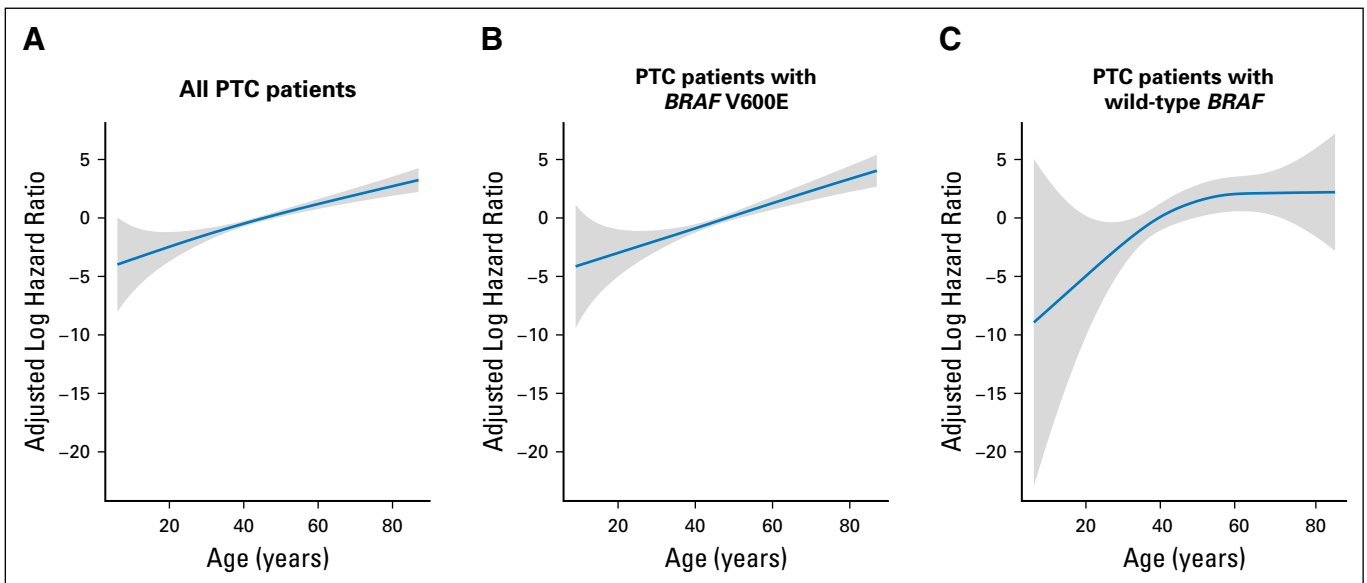 A
All PTC patients
Adjusted Log Hazard Ratio
5
0
−5
−10
−15
−20
20 40 60 80
Age (years)
B
PTC patients with
BRAF V600E
Adjusted Log Hazard Ratio
5
0
−5
−10
−15
−20
20 40 60 80
Age (years)
C
PTC patients with
wild-type BRAF
Adjusted Log Hazard Ratio
5
0
−5
−10
−15
−20
20 40 60 80
Age (years)